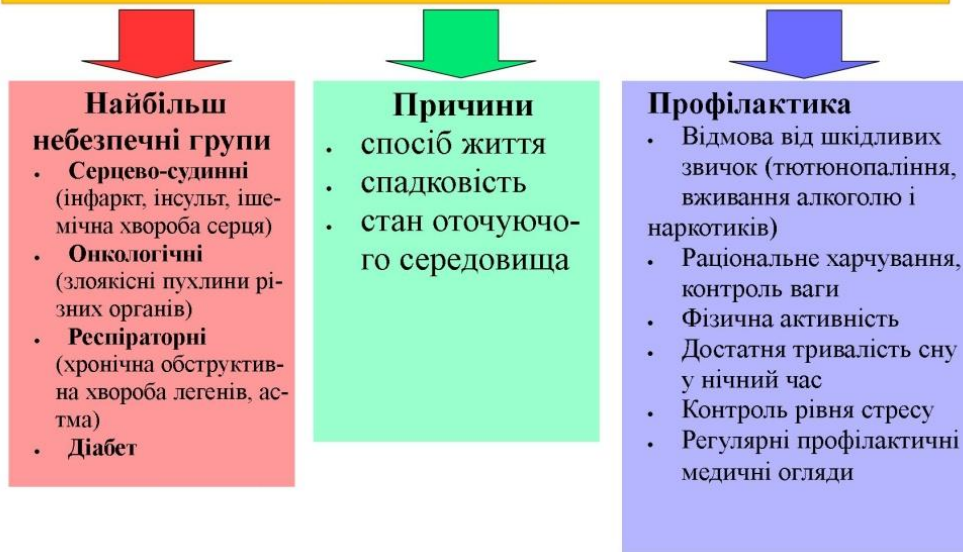 Найбільш
небезпечні групи
• Серцево-судинні
(інфаркт, інсульт, іше-
мічна хвороба серця)
• Онкологічні
(злоякісні пухлини рі-
зних органів)
• Респіраторні
(хронічна обструктив-
на хвороба легенів, ас-
тма)
• Діабет
Причини
• спосіб життя
• спадковість
• стан оточуючо-
го середовища
Профілактика
• Відмова від шкідливих
звичок (тютюнопаління,
вживання алкоголю і
наркотиків)
• Раціональне харчування,
контроль ваги
• Фізична активність
• Достатня тривалість сну
у нічний час
• Контроль рівня стресу
• Регулярні профілактичні
медичні огляди